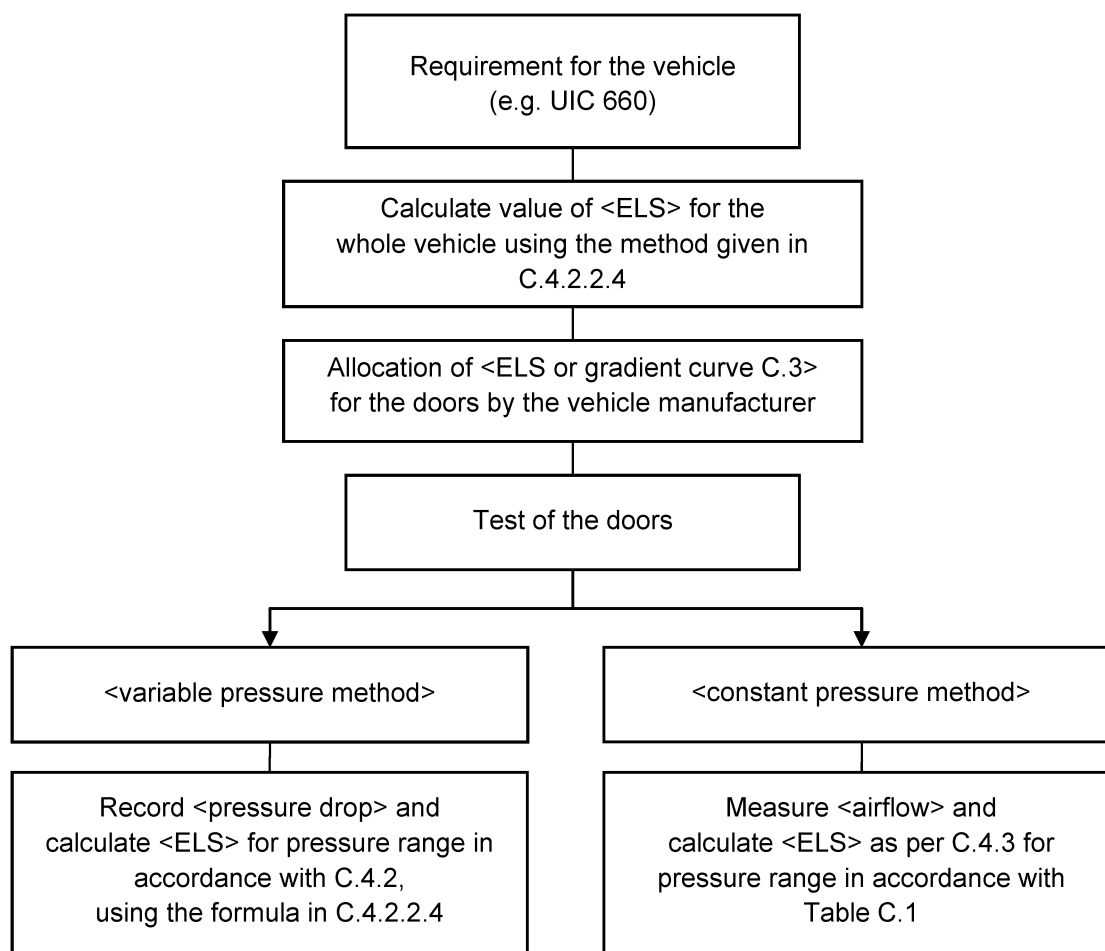 Requirement for the vehicle
(e.g. UIC 660)
Calculate value of <ELS> for the
whole vehicle using the method given in
C.4.2.2.4
Allocation of <ELS or gradient curve C.3>
for the doors by the vehicle manufacturer
Test of the doors
<variable pressure method>
<constant pressure method>
Record <pressure drop> and
calculate <ELS> for pressure range in
accordance with C.4.2,
using the formula in C.4.2.2.4
Measure <airflow> and
calculate <ELS> as per C.4.3 for
pressure range in accordance with
Table C.1